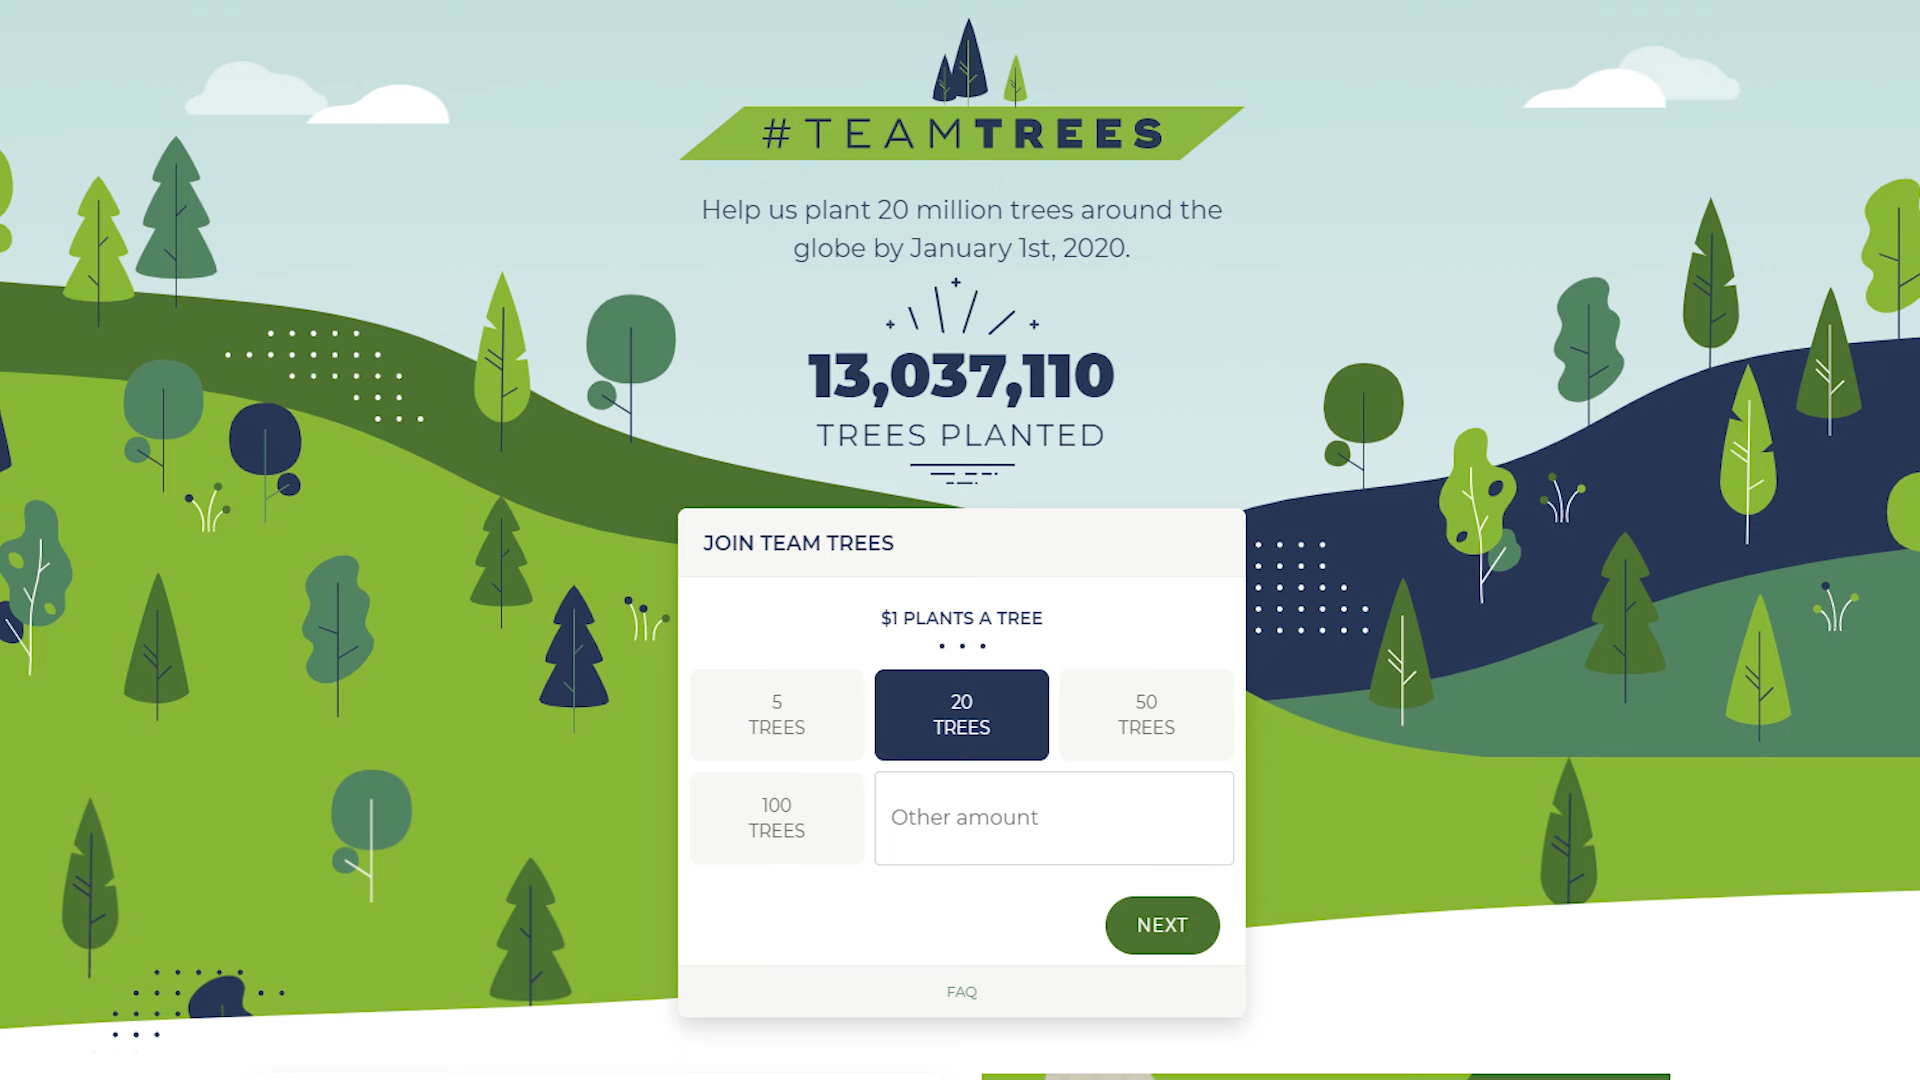 #TEAMTREES
Help us plant 20 million trees around the
globe by January 1st, 2020.
13,037,110
TREES PLANTED
JOIN TEAM TREES
$1 PLANTS A TREE
5
TREES
20
TREES
50
TREES
100
TREES
Other amount
NEXT
FAQ